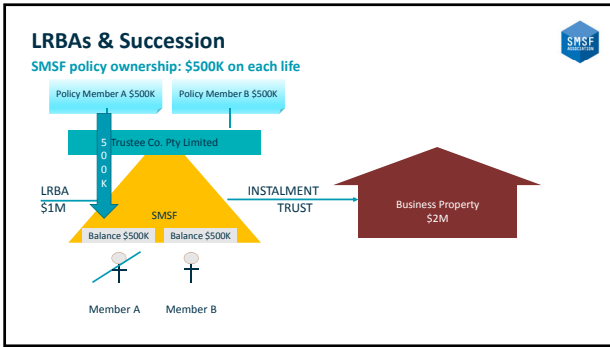 LRBAs & Succession
SMSF policy ownership: $500K on each life
SMSF
ASSOCIATION
Policy Member A $500K
Policy Member B $500K
Trustee Co. Pty Limited
5
0
0
K
LRBA
$1M
INSTALMENT
TRUST
SMSF
Balance $500K
Balance $500K
Business Property
$2M
Member A
Member B